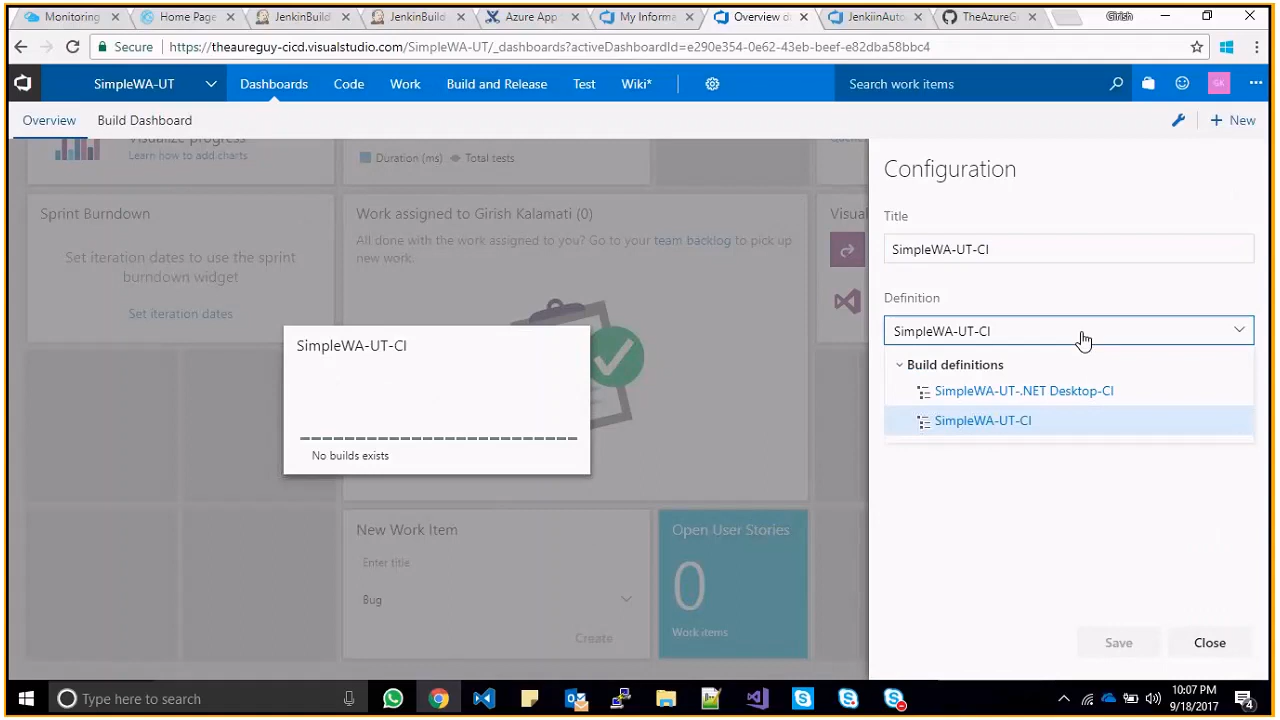 Monitoring
Home Page
JenkinBuild
JenkinBuild
Azure App
My Informa
Overview d
JenkiinAuto
TheAzureG
Girish
Secure
https://theaureguy-cicd.visualstudio.com/SimpleWA-UT/_dashboards?activeDashboardId=e290e354-0e62-43eb-beef-e82dba58bbc4
SimpleWA-UT
Dashboards
Code
Work
Build and Release
Test
Wiki*
Search work items
GK
Overview
Build Dashboard
+ New
Visualize progress
Learn how to add charts
Duration (ms)
Total tests
Configuration
Title
SimpleWA-UT-CI
Definition
SimpleWA-UT-CI
Build definitions
SimpleWA-UT-.NET Desktop-CI
SimpleWA-UT-CI
Sprint Burndown
Set iteration dates to use the sprint
burndown widget
Set iteration dates
Work assigned to Girish Kalamati (0)
All done with the work assigned to you? Go to your team backlog to pick up
new work.
Visual
SimpleWA-UT-CI
No builds exists
New Work Item
Enter title
Bug
Create
Open User Stories
0
Work items
Save
Close
Type here to search
10:07 PM
9/18/2017
4